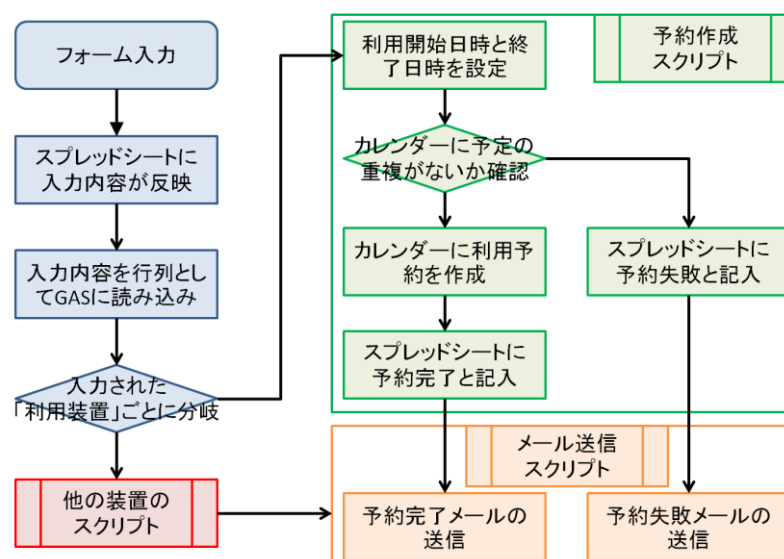 フォーム入力
スプレッドシートに
入力内容が反映
入力内容を行列とし
てGASに読み込み
入力された
「利用装置」ごとに分岐
他の装置の
スクリプト
予約作成
スクリプト
利用開始日時と終
了日時を設定
カレンダーに予定の
重複がないか確認
カレンダーに利用予
約を作成
スプレッドシートに
予約完了と記入
スプレッドシートに
予約失敗と記入
メール送信
スクリプト
予約完了メールの
送信
予約失敗メールの
送信